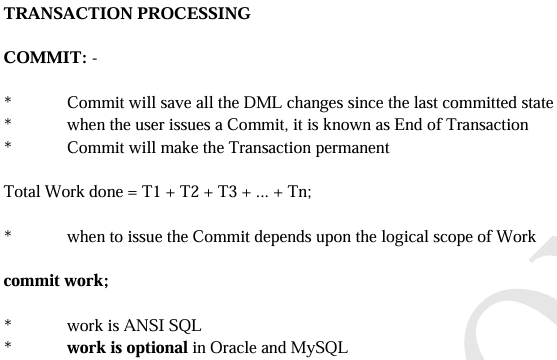 TRANSACTION PROCESSING
COMMIT: -
* Commit will save all the DML changes since the last committed state
* when the user issues a Commit, it is known as End of Transaction
* Commit will make the Transaction permanent
Total Work done = T1 + T2 + T3 + ... + Tn;
* when to issue the Commit depends upon the logical scope of Work
commit work;
* work is ANSI SQL
* work is optional in Oracle and MySQL